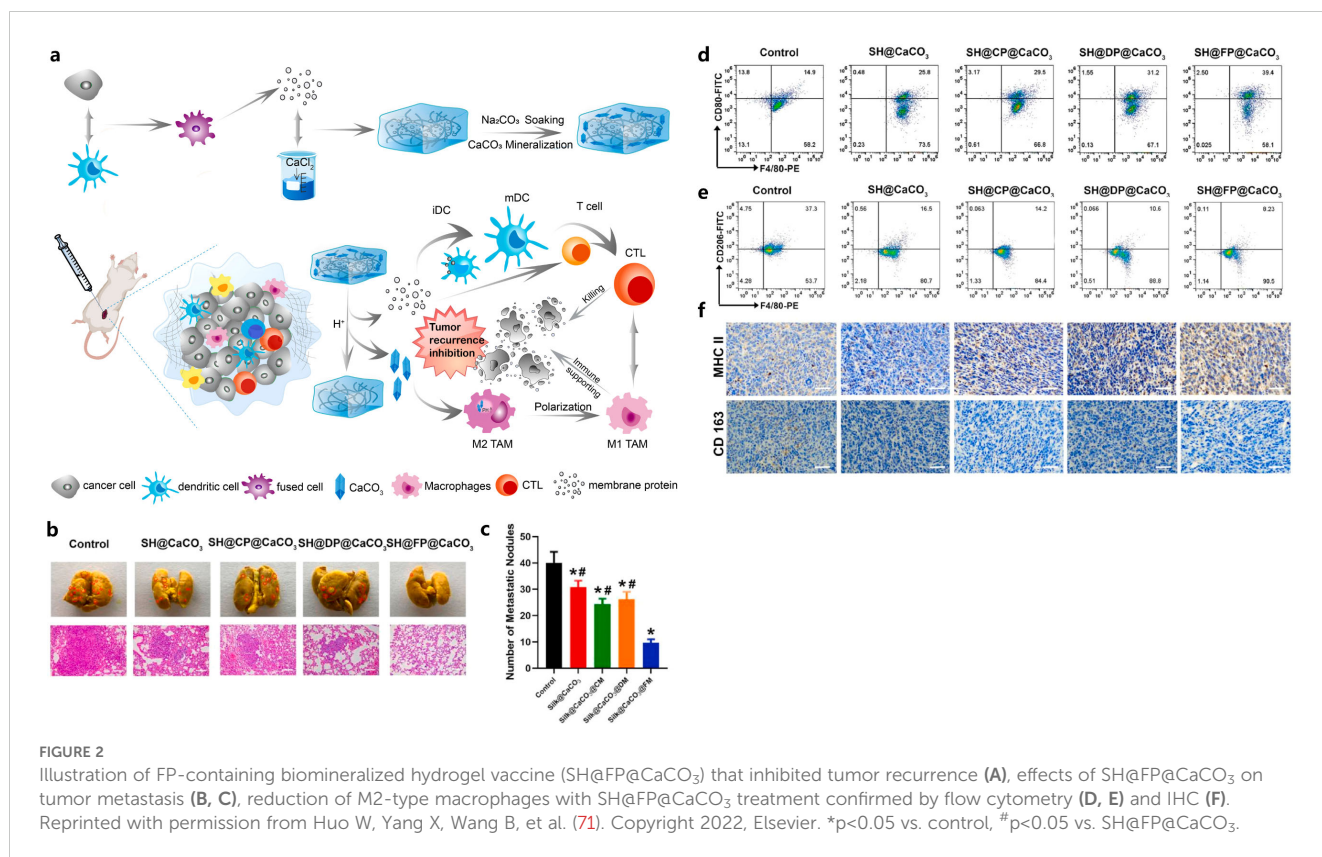 a
Na₂CO₃ Soaking
CaCO₃ Mineralization
CaCl₂
iDC
mDC
T cell
CTL
H⁺
Killing
Tumor
recurrence
inhibition
Immune
supporting
Polarization
M2 TAM
M1 TAM
cancer cell
dendritic cell
fused cell
CaCO₃
Macrophages
CTL
membrane protein
b
Control
SH@CaCO₃
SH@CP@CaCO₃
SH@DP@CaCO₃
SH@FP@CaCO₃
c
Number of Metastatic Nodules
50
40
30
20
10
0
*#
*#
*#
*
Control
Silk@CaCO₃
Silk@CaCO₃@CM
Silk@CaCO₃@DM
Silk@CaCO₃@FM
d
Control
SH@CaCO₃
SH@CP@CaCO₃
SH@DP@CaCO₃
SH@FP@CaCO₃
CD80-FITC
F4/80-PE
13.8 14.9
13.1 58.2
0.48 25.8
0.23 73.5
3.17 29.5
0.61 66.8
1.55 31.2
0.13 67.1
2.50 39.4
0.025 58.1
e
Control
SH@CaCO₃
SH@CP@CaCO₃
SH@DP@CaCO₃
SH@FP@CaCO₃
CD206-FITC
F4/80-PE
4.75 37.3
4.28 53.7
0.56 16.5
2.18 80.7
0.063 14.2
1.33 84.4
0.066 10.6
0.51 88.8
0.11 8.23
1.14 90.5
f
MHC II
CD 163
FIGURE 2
Illustration of FP-containing biomineralized hydrogel vaccine (SH@FP@CaCO₃) that inhibited tumor recurrence (A), effects of SH@FP@CaCO₃ on
tumor metastasis (B, C), reduction of M2-type macrophages with SH@FP@CaCO₃ treatment confirmed by flow cytometry (D, E) and IHC (F).
Reprinted with permission from Huo W, Yang X, Wang B, et al. (71). Copyright 2022, Elsevier. *p<0.05 vs. control, #p<0.05 vs. SH@FP@CaCO₃.